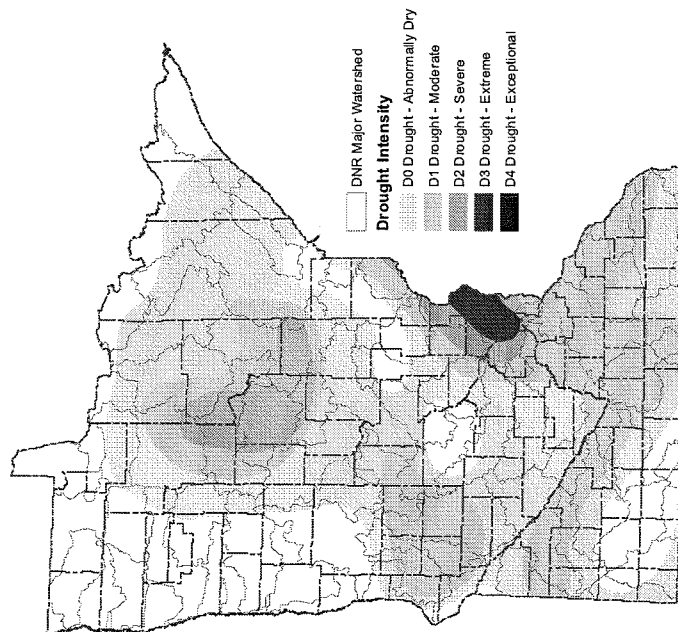 DNR Major Watershed
Drought Intensity
D0 Drought - Abnormally Dry
D1 Drought - Moderate
D2 Drought - Severe
D3 Drought - Extreme
D4 Drought - Exceptional